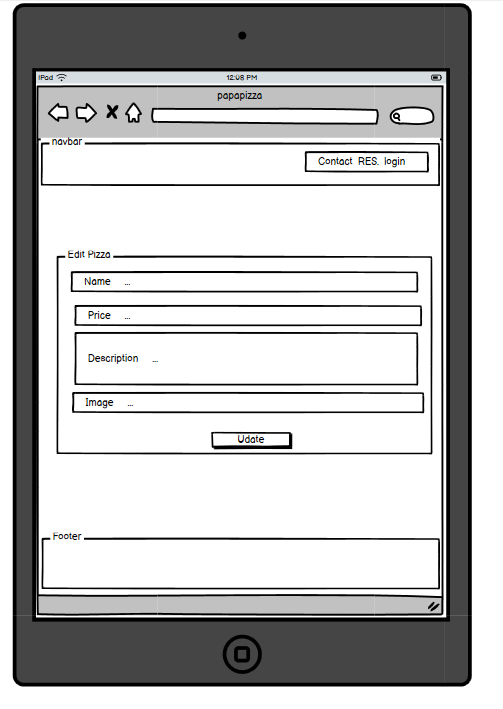 iPad 12:08 PM
papapizza
navbar
Contact RES. login
Edit Pizza
Name ...
Price ...
Description ...
Image ...
Udate
Footer